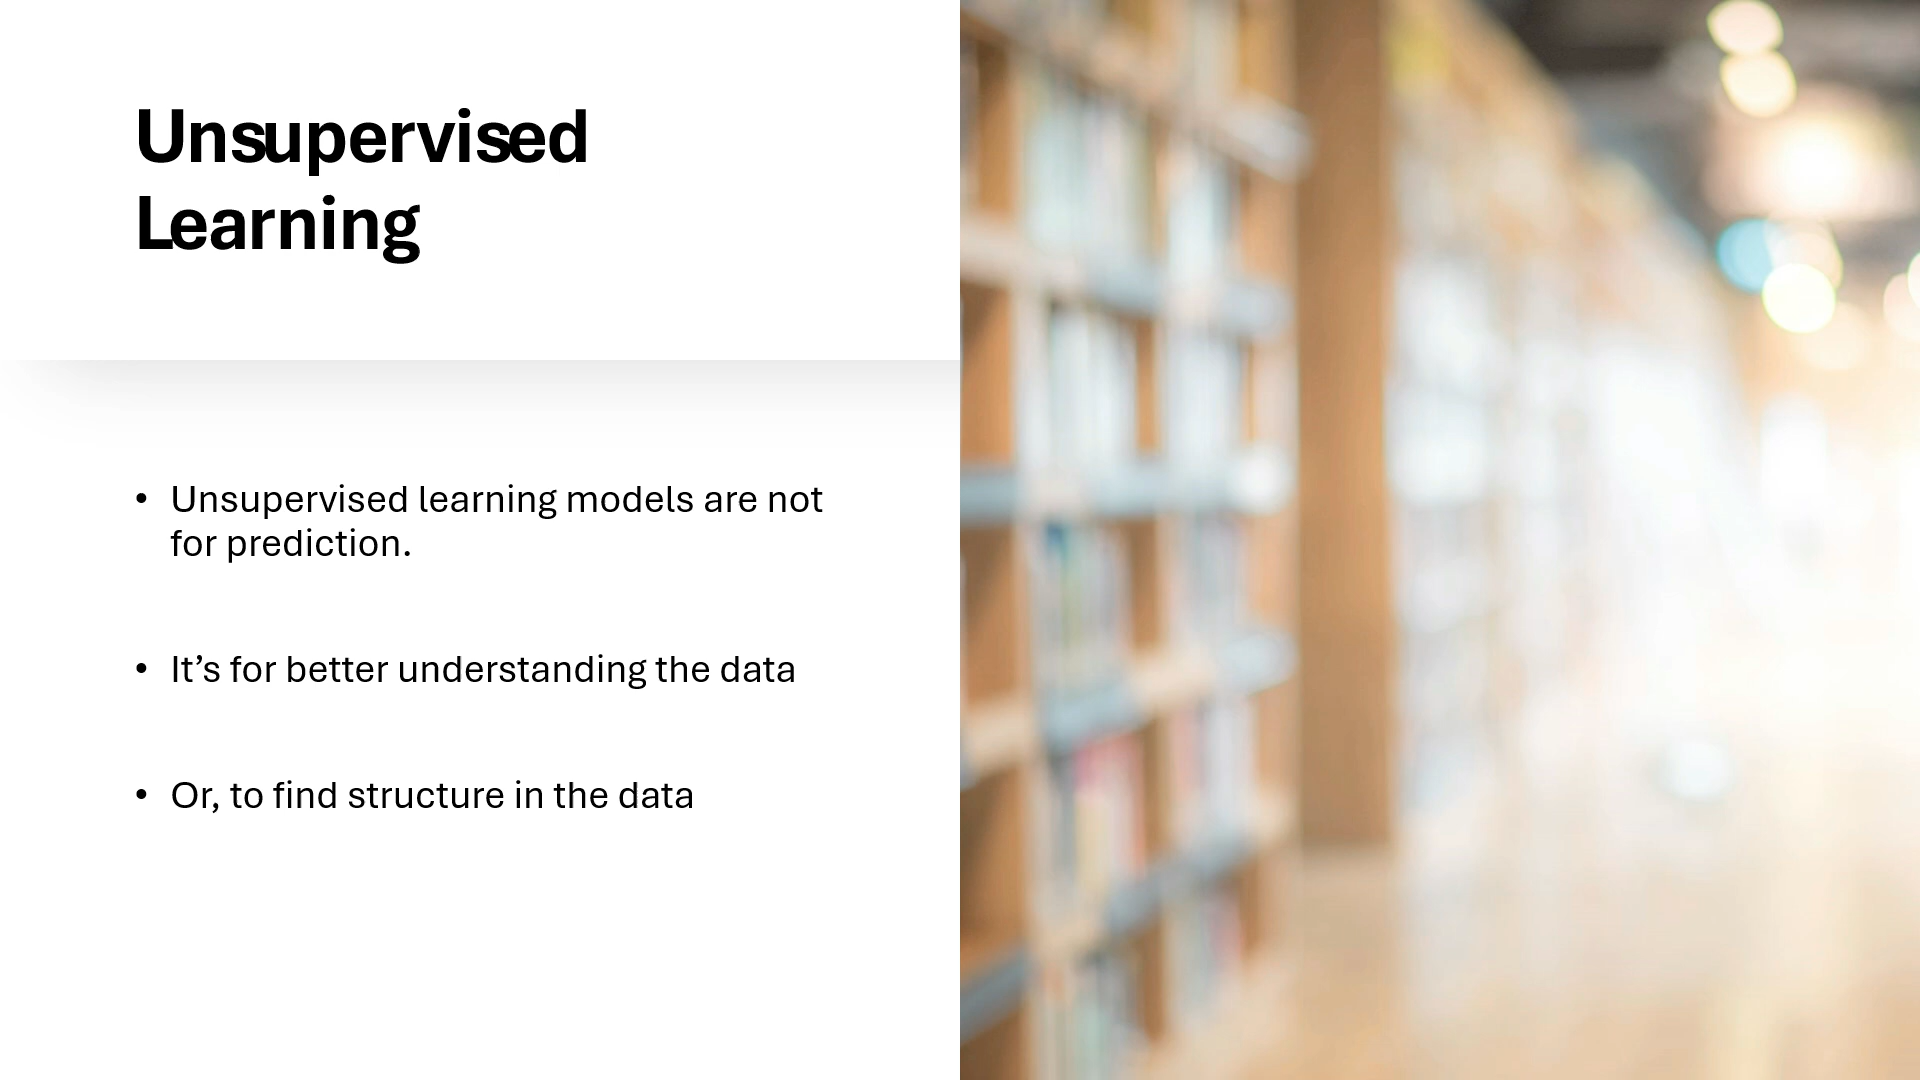 Unsupervised
Learning
• Unsupervised learning models are not
for prediction.
• It’s for better understanding the data
• Or, to find structure in the data